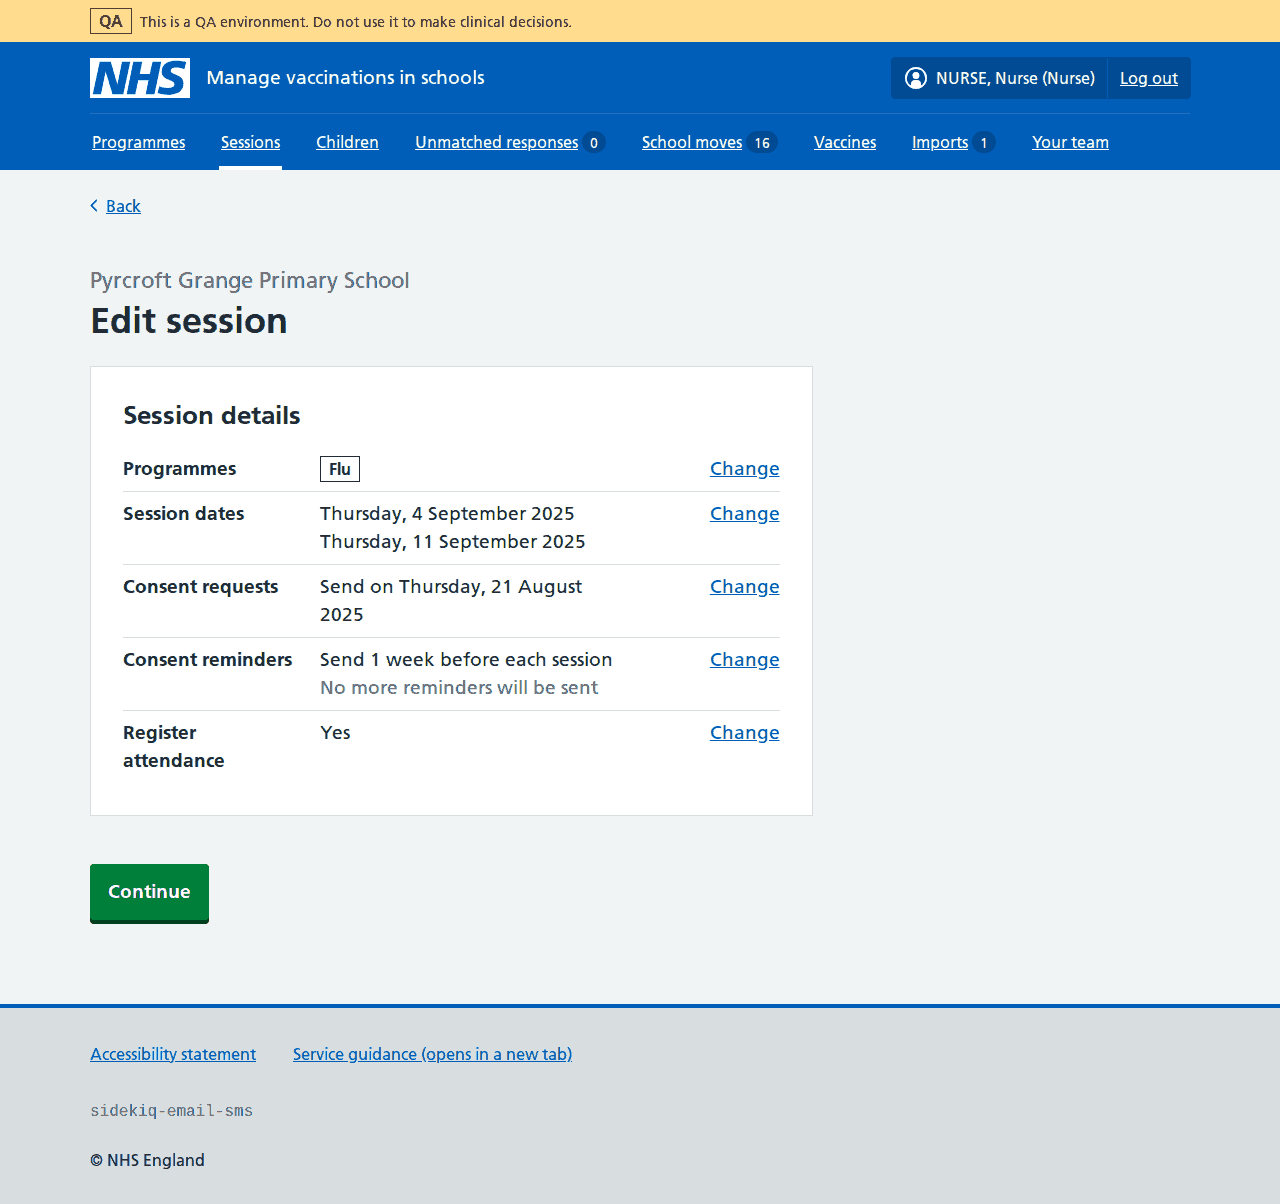 QA This is a QA environment. Do not use it to make clinical decisions.
NHS Manage vaccinations in schools NURSE, Nurse (Nurse) Log out
Programmes Sessions Children Unmatched responses 0 School moves 16 Vaccines Imports 1 Your team
Back
Pyrcroft Grange Primary School
Edit session
Session details
Programmes Flu Change
Session dates Thursday, 4 September 2025 Change
Thursday, 11 September 2025
Consent requests Send on Thursday, 21 August Change
2025
Consent reminders Send 1 week before each session Change
No more reminders will be sent
Register Yes Change
attendance
Continue
Accessibility statement Service guidance (opens in a new tab)
sidekiq-email-sms
© NHS England